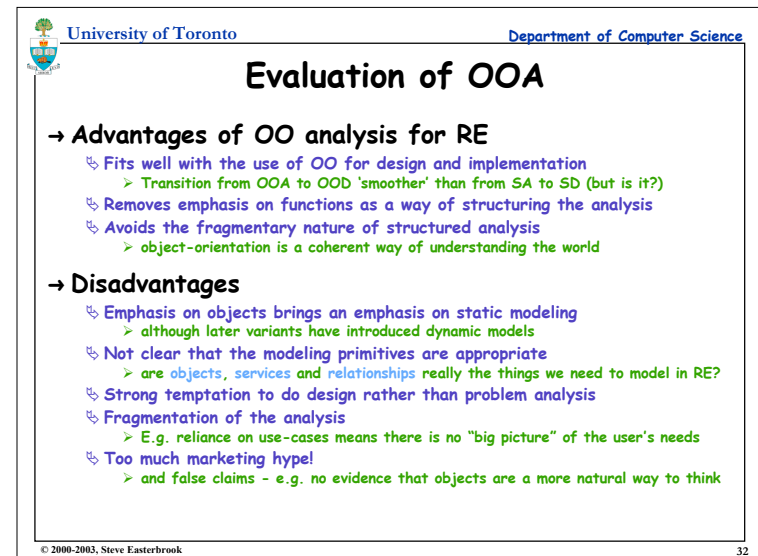 University of Toronto
Department of Computer Science
Evaluation of OOA
→ Advantages of OO analysis for RE
Fits well with the use of OO for design and implementation
➢ Transition from OOA to OOD ‘smoother’ than from SA to SD (but is it?)
Removes emphasis on functions as a way of structuring the analysis
Avoids the fragmentary nature of structured analysis
➢ object-orientation is a coherent way of understanding the world
→ Disadvantages
Emphasis on objects brings an emphasis on static modeling
➢ although later variants have introduced dynamic models
Not clear that the modeling primitives are appropriate
➢ are objects, services and relationships really the things we need to model in RE?
Strong temptation to do design rather than problem analysis
Fragmentation of the analysis
➢ E.g. reliance on use-cases means there is no “big picture” of the user’s needs
Too much marketing hype!
➢ and false claims - e.g. no evidence that objects are a more natural way to think
© 2000-2003, Steve Easterbrook
32